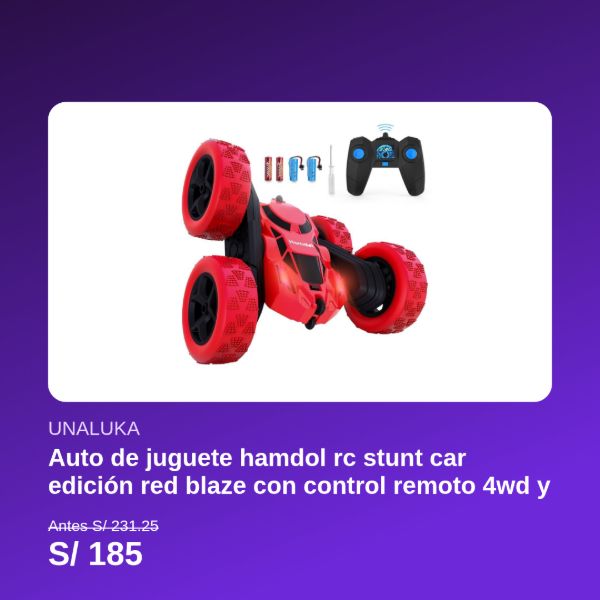 UNALUKA
Auto de juguete hamdol rc stunt car
edición red blaze con control remoto 4wd y
Antes S/ 231.25
S/ 185